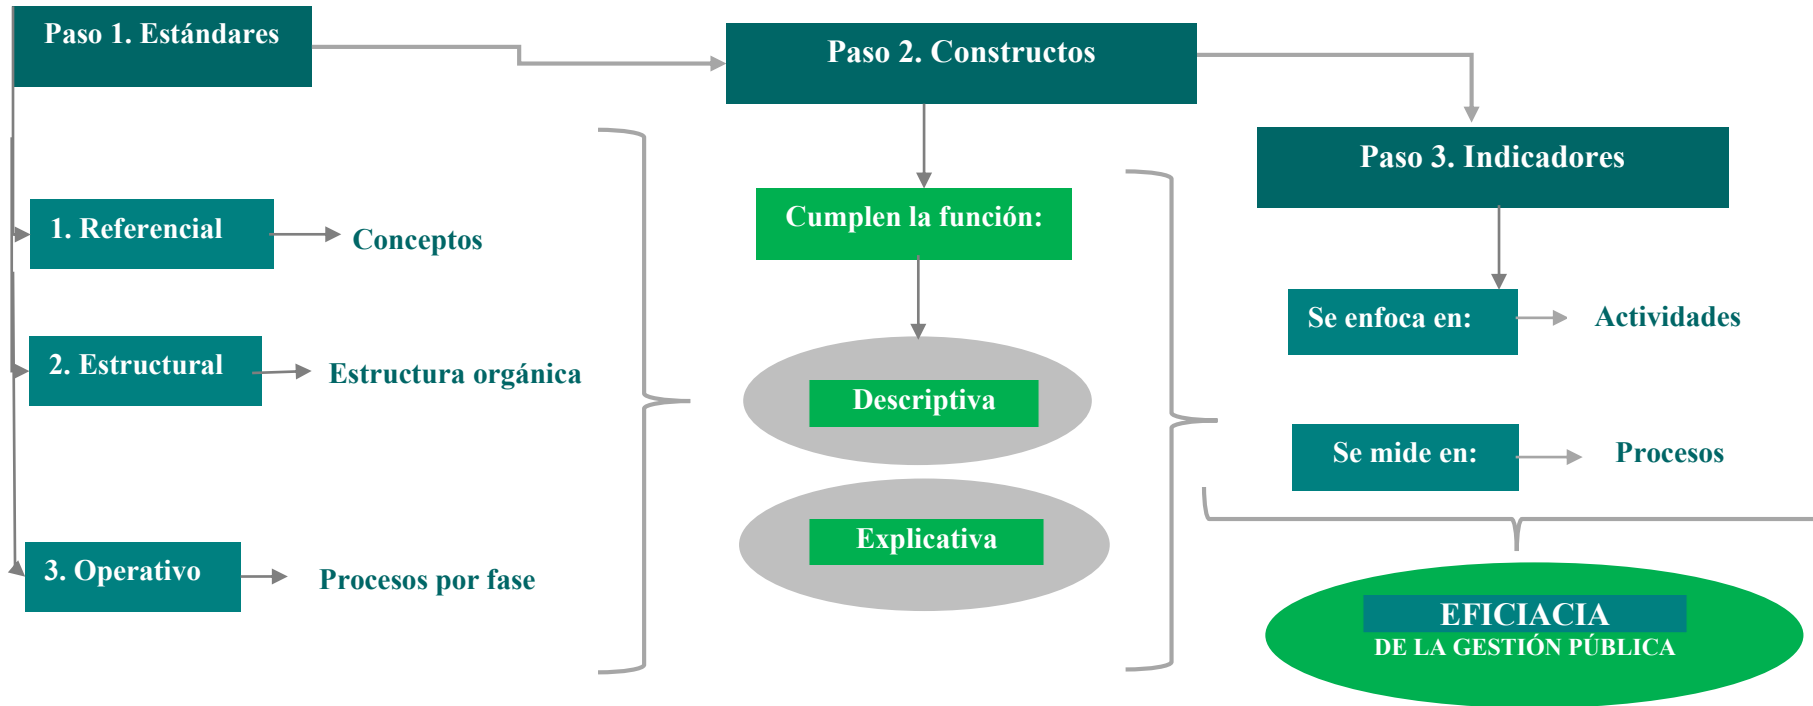 Paso 1. Estándares
Paso 2. Constructos
Paso 3. Indicadores
1. Referencial
Conceptos
2. Estructural
Estructura orgánica
3. Operativo
Procesos por fase
Cumplen la función:
Descriptiva
Explicativa
Se enfoca en:
Actividades
Se mide en:
Procesos
EFICIACIA
DE LA GESTIÓN PÚBLICA